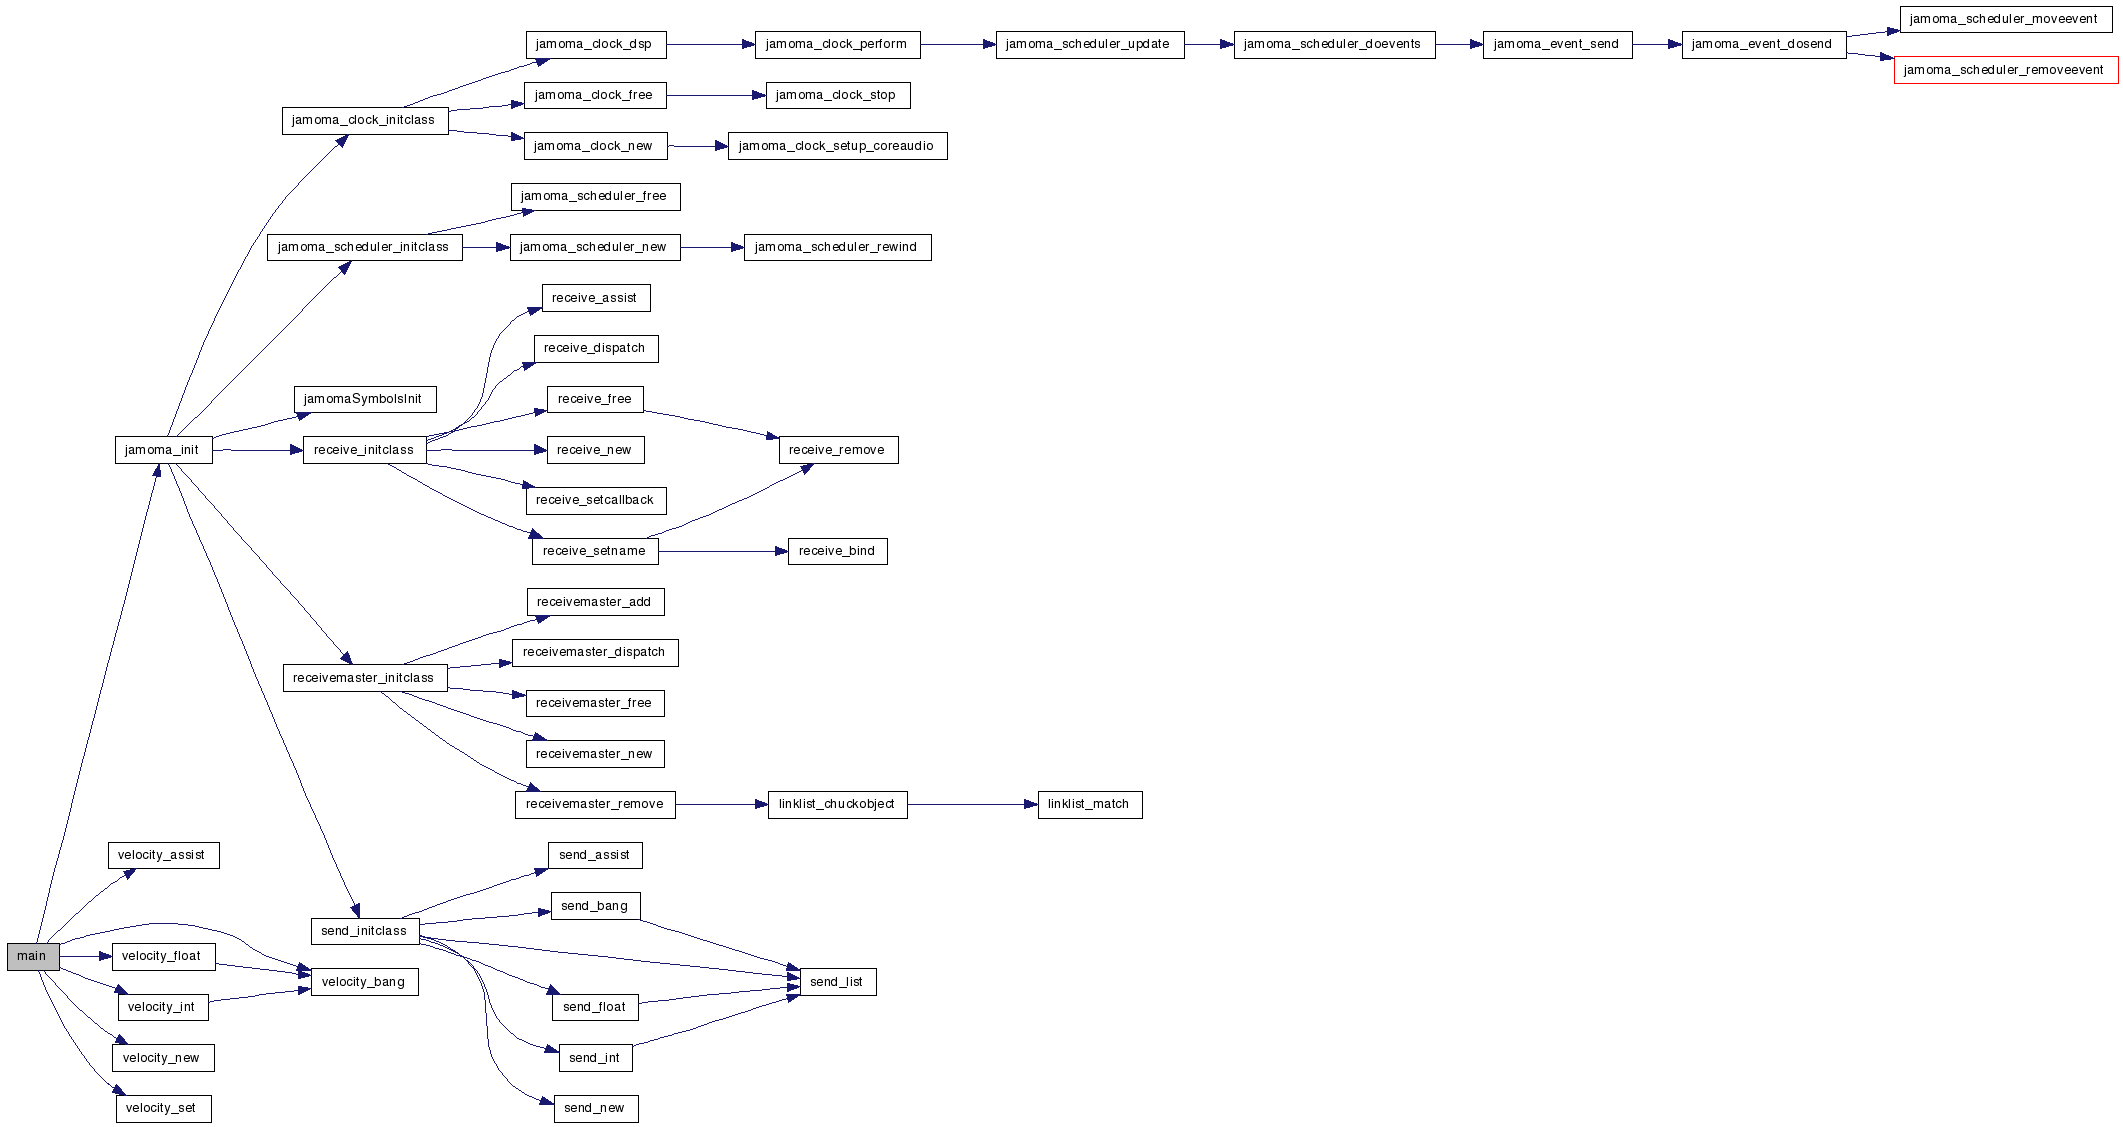 jamoma_scheduler_moveevent
jamoma_clock_dsp
jamoma_clock_perform
jamoma_scheduler_update
jamoma_scheduler_doevents
jamoma_event_send
jamoma_event_dosend
jamoma_scheduler_removeevent
jamoma_clock_free
jamoma_clock_stop
jamoma_clock_initclass
jamoma_clock_new
jamoma_clock_setup_coreaudio
jamoma_scheduler_free
jamoma_scheduler_initclass
jamoma_scheduler_new
jamoma_scheduler_rewind
receive_assist
receive_dispatch
jamomaSymbolsInit
receive_free
jamoma_init
receive_initclass
receive_new
receive_remove
receive_setcallback
receive_setname
receive_bind
receivemaster_add
receivemaster_dispatch
receivemaster_initclass
receivemaster_free
receivemaster_new
receivemaster_remove
linklist_chuckobject
linklist_match
velocity_assist
send_assist
send_bang
send_initclass
main
velocity_float
velocity_bang
send_list
velocity_int
send_float
velocity_new
send_int
velocity_set
send_new